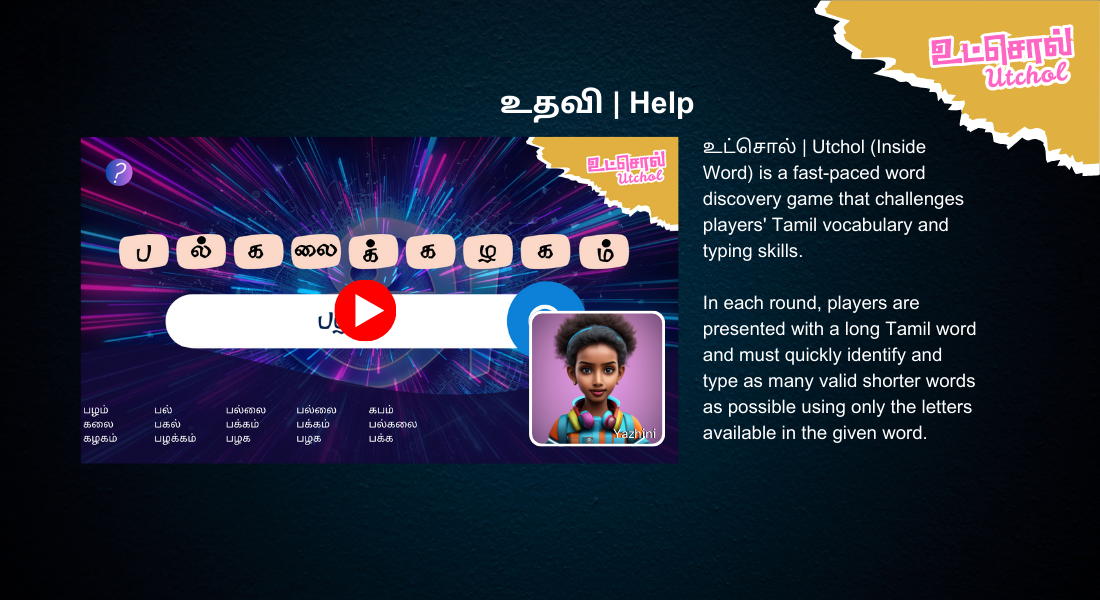 உட்சொல்
Utchol
உதவி | Help
?
உட்சொல்
Utchol
ப ல் க லை க் க ழ க ம்
பழம் பல் பல்லை பல்லை கபம்
கலை பகல் பக்கம் பக்கம் பல்கலை
கழகம் பழக்கம் பழக பழக பக்க
Yazhini
உட்சொல் | Utchol (Inside
Word) is a fast-paced word
discovery game that challenges
players' Tamil vocabulary and
typing skills.
In each round, players are
presented with a long Tamil word
and must quickly identify and
type as many valid shorter words
as possible using only the letters
available in the given word.